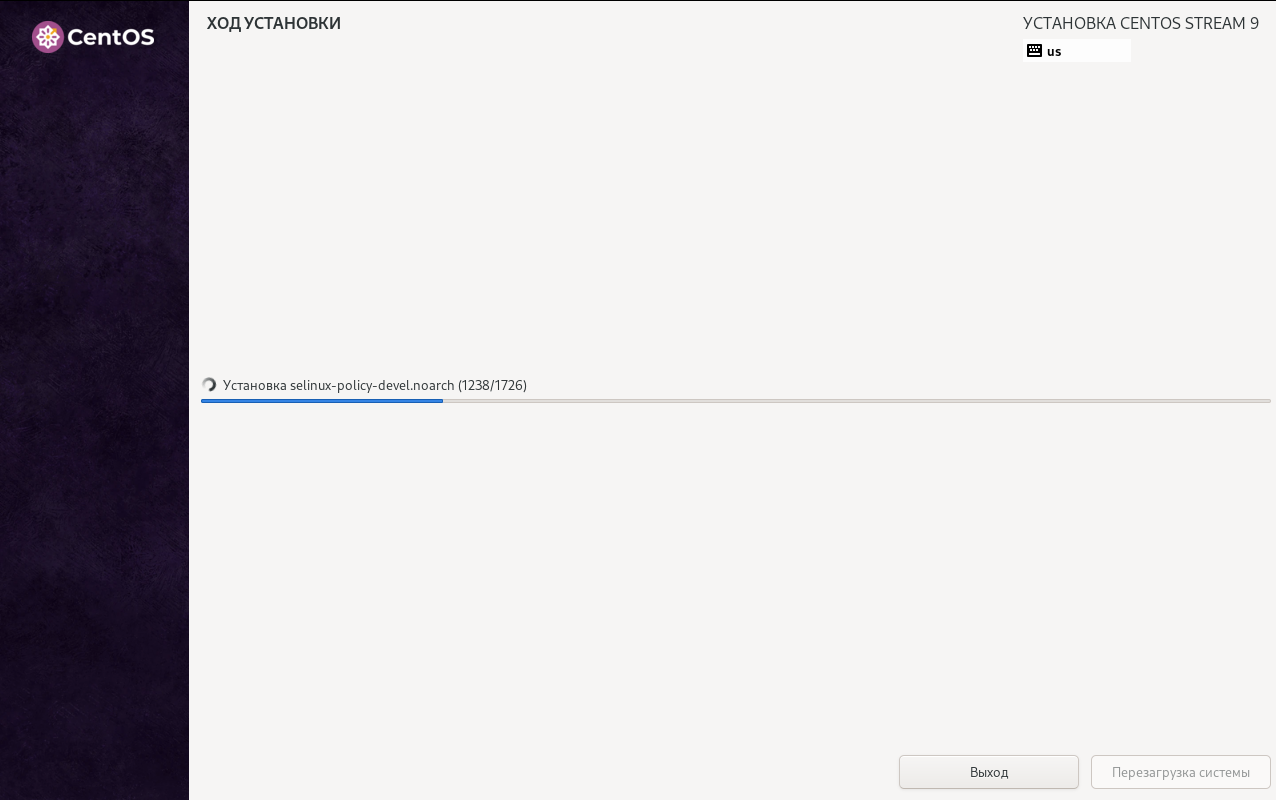 CentOS
ХОД УСТАНОВКИ
УСТАНОВКА CENTOS STREAM 9
us
Установка selinux-policy-devel.noarch (1238/1726)
Выход
Перезагрузка системы